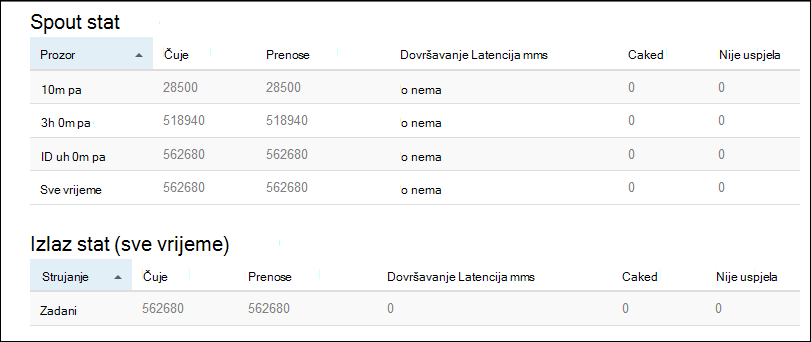 Spout stat
Prozor Čuje Prenose Dovršavanje Latencija mms Caked Nije uspjela
10m pa 28500 28500 o nema 0 0
3h 0m pa 518940 518940 o nema 0 0
ID uh 0m pa 562680 562680 o nema 0 0
Sve vrijeme 562680 562680 o nema 0 0
Izlaz stat (sve vrijeme)
Strujanje Čuje Prenose Dovršavanje Latencija mms Caked Nije uspjela
Zadani 562680 562680 0 0 0